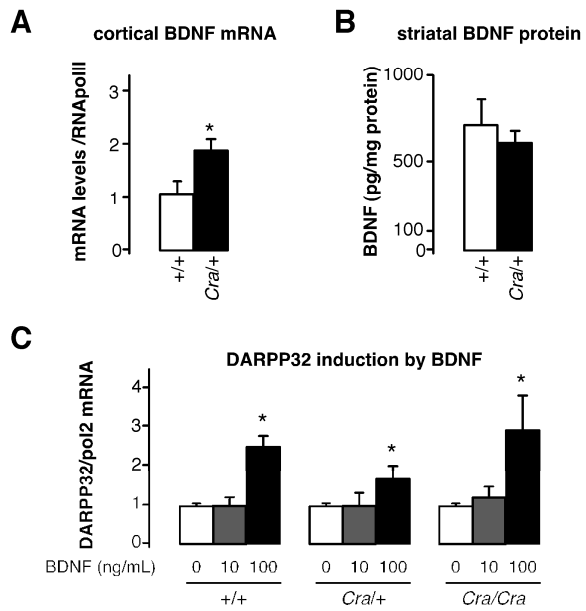 A
cortical BDNF mRNA
mRNA levels /RNApolII
3
2
1
0
*
+/+
Cra/+
B
striatal BDNF protein
BDNF (pg/mg protein)
1000
500
100
0
+/+
Cra/+
C
DARPP32 induction by BDNF
DARPP32/pol2 mRNA
4
3
2
1
0
* * *
BDNF (ng/mL) 0 10 100 0 10 100 0 10 100
+/+ Cra/+ Cra/Cra